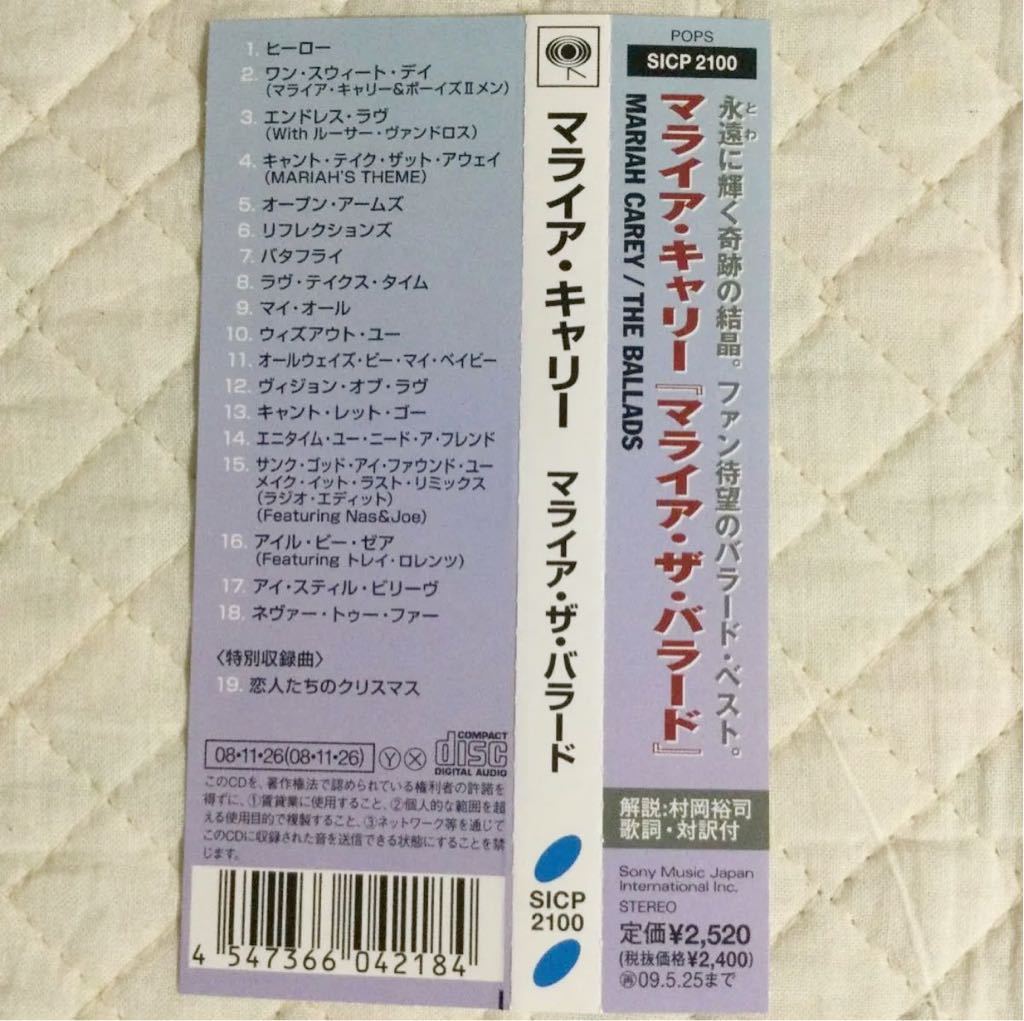 1. ヒーロー
2. ワン・スウィート・デイ
(マライア・キャリー&ボーイズⅡメン)
3. エンドレス・ラヴ
(With ルーサー・ヴァンドロス)
4. キャント・テイク・ザット・アウェイ
(MARIAH'S THEME)
5. オープン・アームズ
6. リフレクションズ
7. バタフライ
8. ラヴ・テイクス・タイム
9. マイ・オール
10. ウィズアウト・ユー
11. オールウェイズ・ビー・マイ・ベイビー
12. ヴィジョン・オブ・ラヴ
13. キャント・レット・ゴー
14. エニタイム・ユー・ニード・ア・フレンド
15. サンク・ゴッド・アイ・ファウンド・ユー
メイク・イット・ラスト・リミックス
(ラジオ・エディット)
(Featuring Nas&Joe)
16. アイル・ビー・ゼア
(Featuring トレイ・ロレンツ)
17. アイ・スティル・ビリーヴ
18. ネヴァー・トゥー・ファー
〈特別収録曲〉
19. 恋人たちのクリスマス
08・11・26(08・11・26) Ⓨ Ⓧ
COMPACT
disc
DIGITAL AUDIO
このCDを、著作権法で認められている権利者の許諾を
得ずに、①賃貸業に使用すること、②個人的な範囲を超
える使用目的で複製すること、③ネットワーク等を通じて
このCDに収録された音を送信できる状態にすることを禁
じます。
4 547366 042184
マライア・キャリー マライア・ザ・バラード
SICP
2100
POPS
SICP 2100
永遠に輝く奇跡の結晶。ファン待望のバラード・ベスト。
とわ
マライア・キャリー『マライア・ザ・バラード』
MARIAH CAREY / THE BALLADS
解説:村岡裕司
歌詞・対訳付
Sony Music Japan
International Inc.
STEREO
定価¥2,520
(税抜価格¥2,400)
㊥09.5.25まで